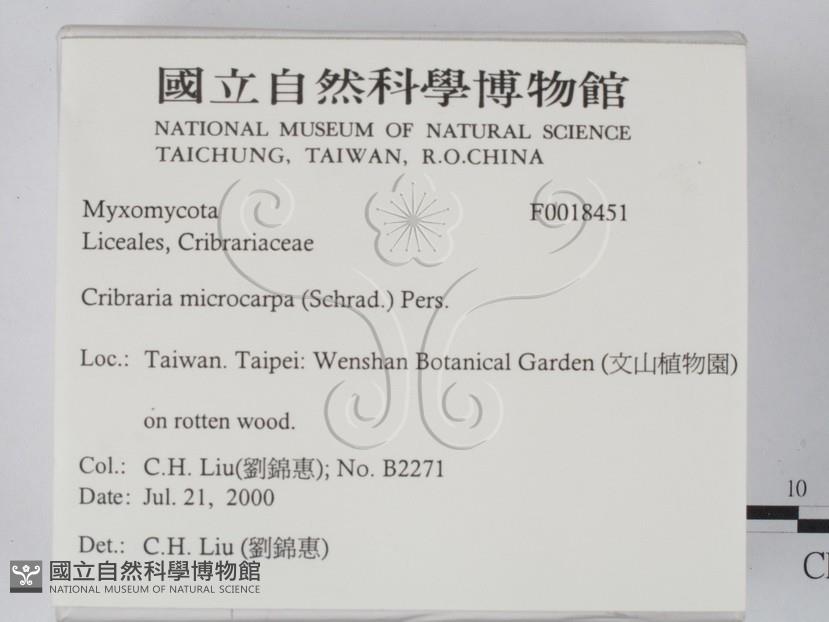 國立自然科學博物館
NATIONAL MUSEUM OF NATURAL SCIENCE
TAICHUNG, TAIWAN, R.O.CHINA
Myxomycota F0018451
Liceales, Cribrariaceae
Cribraria microcarpa (Schrad.) Pers.
Loc.: Taiwan. Taipei: Wenshan Botanical Garden (文山植物園)
on rotten wood.
Col.: C.H. Liu(劉錦惠); No. B2271
Date: Jul. 21, 2000
Det.: C.H. Liu (劉錦惠)
10
國立自然科學博物館
NATIONAL MUSEUM OF NATURAL SCIENCE